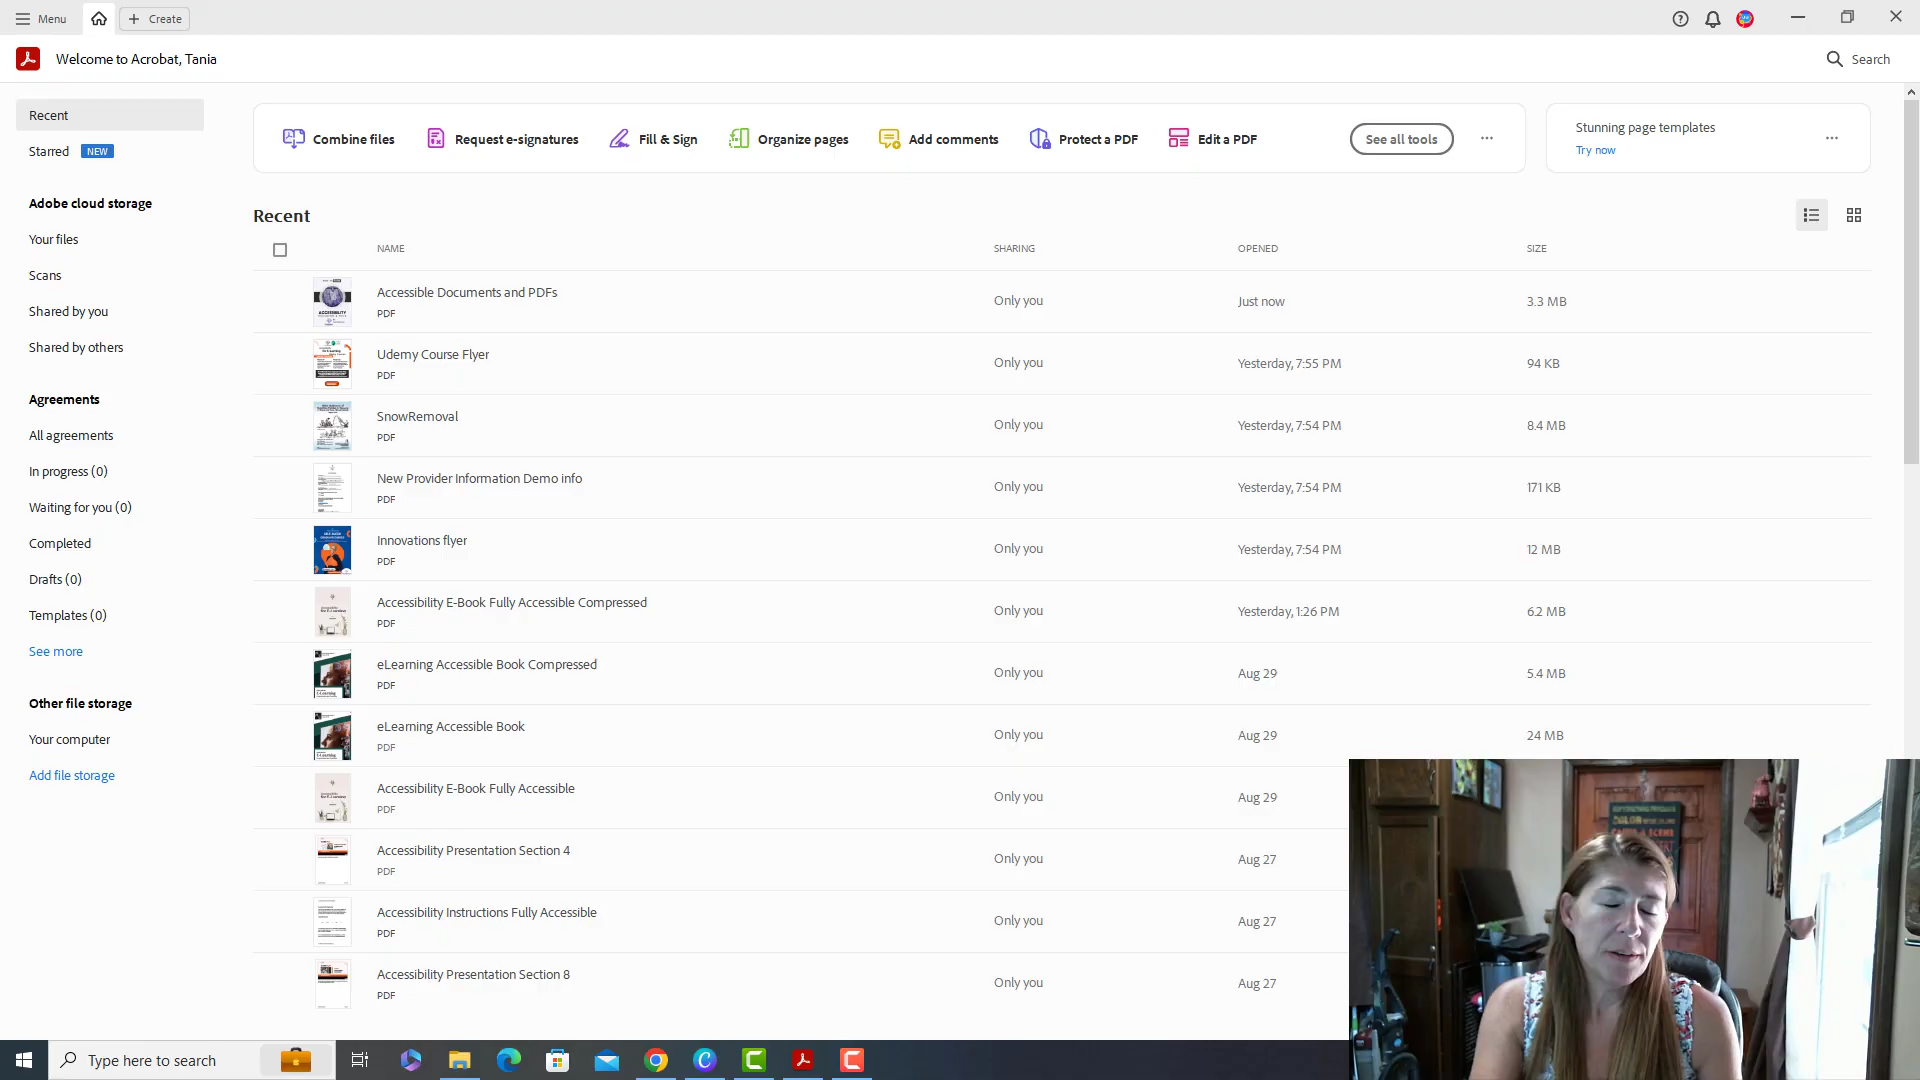 Menu
Create
Welcome to Acrobat, Tania
Search
Recent
Starred NEW
Adobe cloud storage
Your files
Scans
Shared by you
Shared by others
Agreements
All agreements
In progress (0)
Waiting for you (0)
Completed
Drafts (0)
Templates (0)
See more
Other file storage
Your computer
Add file storage
Combine files
Request e-signatures
Fill & Sign
Organize pages
Add comments
Protect a PDF
Edit a PDF
See all tools
Stunning page templates
Try now
Recent
NAME SHARING OPENED SIZE
Accessible Documents and PDFs
PDF
Only you Just now 3.3 MB
Udemy Course Flyer
PDF
Only you Yesterday, 7:55 PM 94 KB
SnowRemoval
PDF
Only you Yesterday, 7:54 PM 8.4 MB
New Provider Information Demo info
PDF
Only you Yesterday, 7:54 PM 171 KB
Innovations flyer
PDF
Only you Yesterday, 7:54 PM 12 MB
Accessibility E-Book Fully Accessible Compressed
PDF
Only you Yesterday, 1:26 PM 6.2 MB
eLearning Accessible Book Compressed
PDF
Only you Aug 29 5.4 MB
eLearning Accessible Book
PDF
Only you Aug 29 24 MB
Accessibility E-Book Fully Accessible
PDF
Only you Aug 29
Accessibility Presentation Section 4
PDF
Only you Aug 27
Accessibility Instructions Fully Accessible
PDF
Only you Aug 27
Accessibility Presentation Section 8
PDF
Only you Aug 27
Type here to search